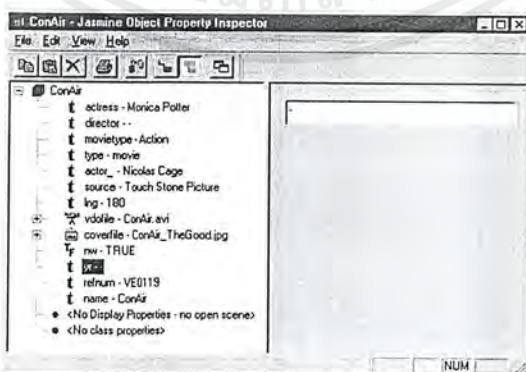 ConAir - Jasmine Object Property Inspector
File Edit View Help
ConAir
t actress - Monica Potter
t director - -
t movietype - Action
t type - movie
t actor_ - Nicolas Cage
t source - Touch Stone Picture
t lng - 180
vdofile - ConAir.avi
coverfile - ConAir_TheGood.jpg
TF nw - TRUE
t yr - -
t refnum - VE0119
t name - ConAir
<No Display Properties - no open scene>
<No class properties>
NUM